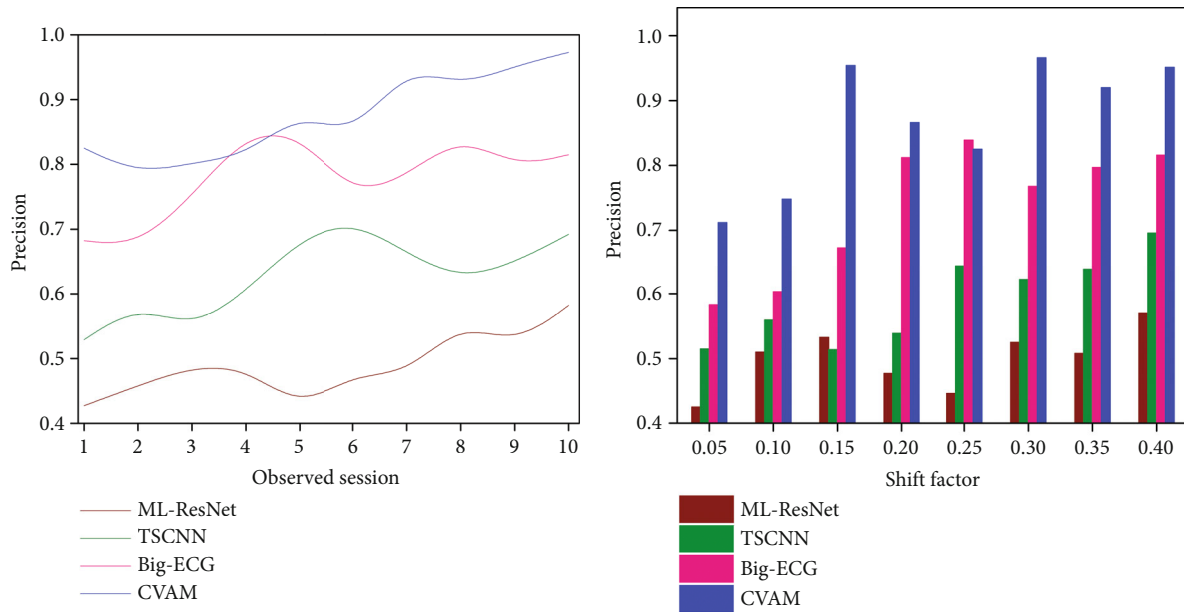 1.0
0.9
0.8
0.7
0.6
0.5
0.4
Precision
1 2 3 4 5 6 7 8 9 10
Observed session
ML-ResNet
TSCNN
Big-ECG
CVAM
1.0
0.9
0.8
0.7
0.6
0.5
0.4
Precision
0.05 0.10 0.15 0.20 0.25 0.30 0.35 0.40
Shift factor
ML-ResNet
TSCNN
Big-ECG
CVAM